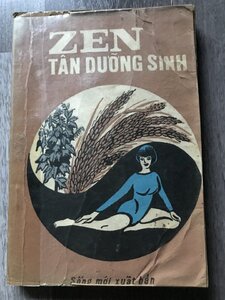 ZEN
TÂN DƯỠNG SINH
Sống mới xuất bản